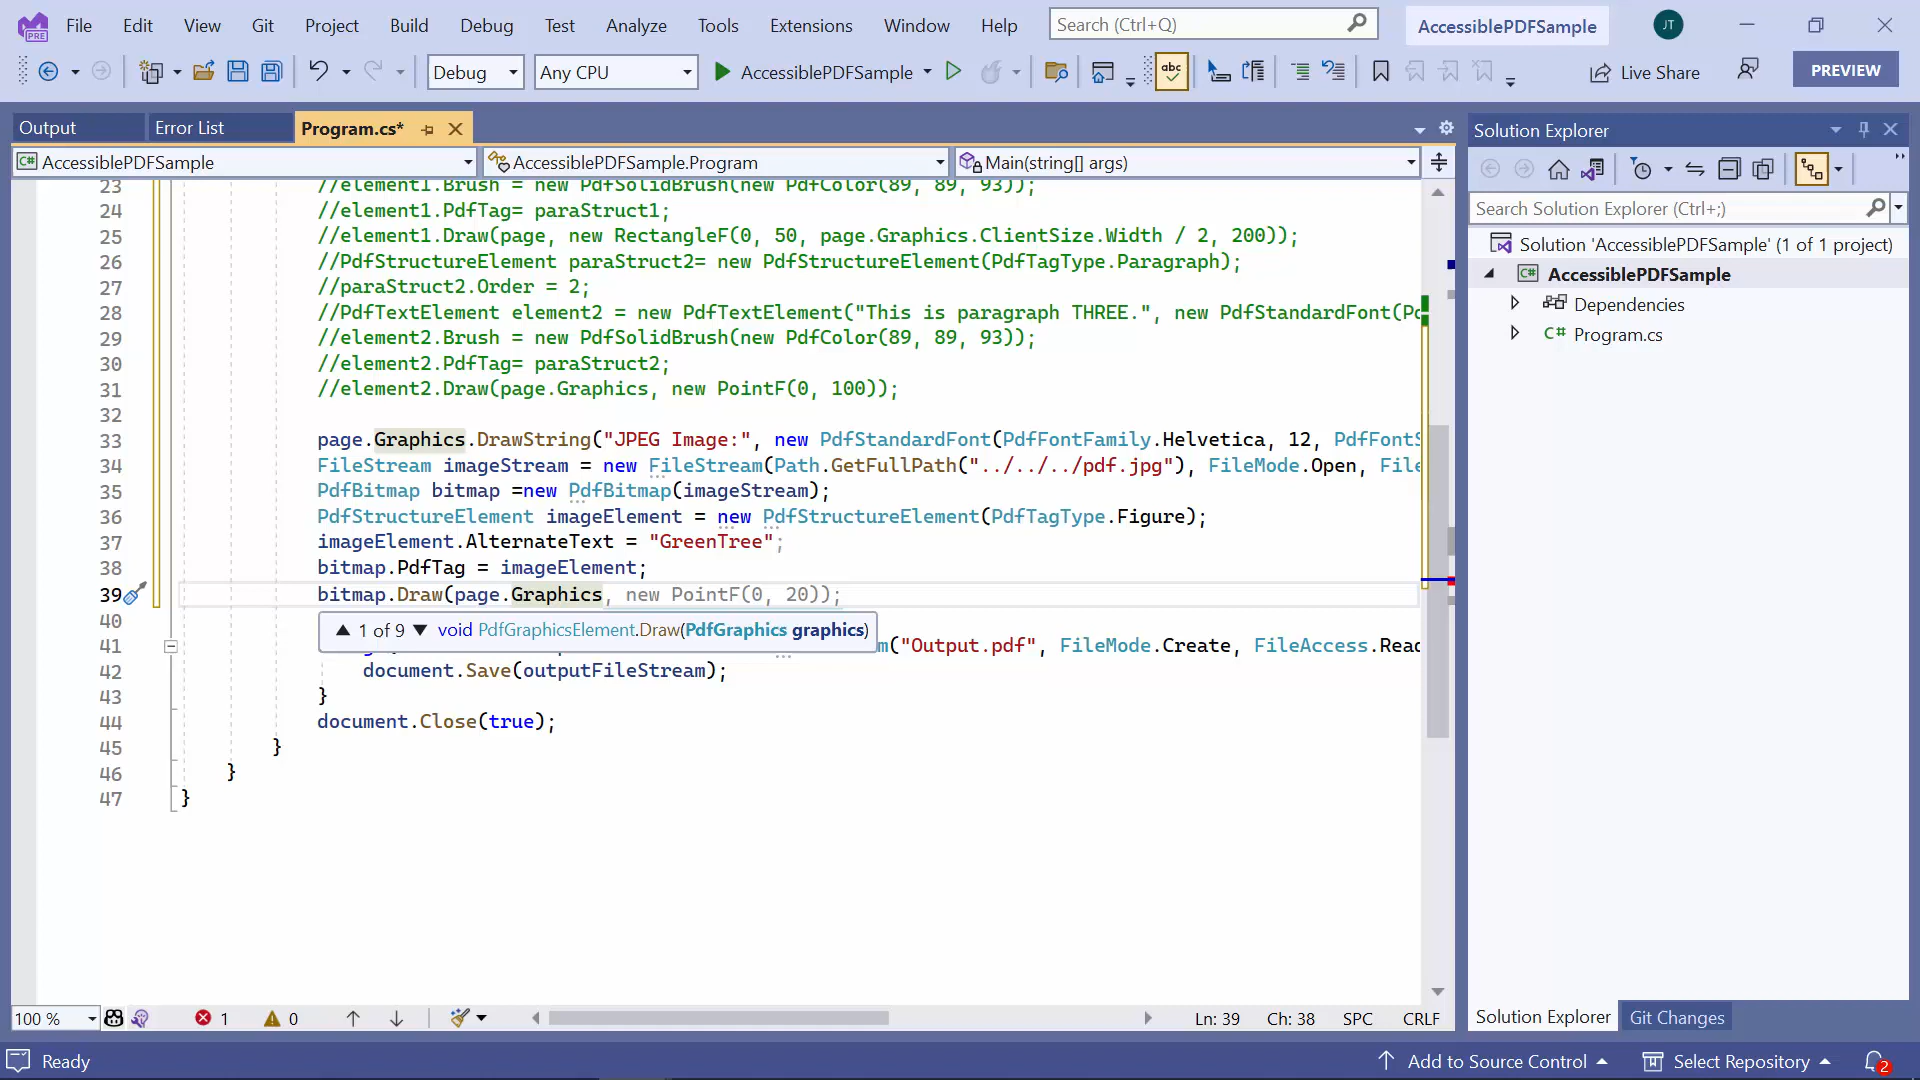 File Edit View Git Project Build Debug Test Analyze Tools Extensions Window Help Search (Ctrl+Q) AccessiblePDFSample JT
PRE
Debug Any CPU AccessiblePDFSample abc Live Share PREVIEW
Output Error List Program.cs*
AccessiblePDFSample AccessiblePDFSample.Program Main(string[] args)
23 //element1.Brush = new PdfSolidBrush(new PdfColor(89, 89, 93));
24 //element1.PdfTag= paraStruct1;
25 //element1.Draw(page, new RectangleF(0, 50, page.Graphics.ClientSize.Width / 2, 200));
26 //PdfStructureElement paraStruct2= new PdfStructureElement(PdfTagType.Paragraph);
27 //paraStruct2.Order = 2;
28 //PdfTextElement element2 = new PdfTextElement("This is paragraph THREE.", new PdfStandardFont(P
29 //element2.Brush = new PdfSolidBrush(new PdfColor(89, 89, 93));
30 //element2.PdfTag= paraStruct2;
31 //element2.Draw(page.Graphics, new PointF(0, 100));
32
33 page.Graphics.DrawString("JPEG Image:", new PdfStandardFont(PdfFontFamily.Helvetica, 12, PdfFontS
34 FileStream imageStream = new FileStream(Path.GetFullPath("../../../pdf.jpg"), FileMode.Open, Fil
35 PdfBitmap bitmap =new PdfBitmap(imageStream);
36 PdfStructureElement imageElement = new PdfStructureElement(PdfTagType.Figure);
37 imageElement.AlternateText = "GreenTree";
38 bitmap.PdfTag = imageElement;
39 bitmap.Draw(page.Graphics, new PointF(0, 20));
40 1 of 9 void PdfGraphicsElement.Draw(PdfGraphics graphics)
41 ("Output.pdf", FileMode.Create, FileAccess.Read
42 document.Save(outputFileStream);
43 }
44 document.Close(true);
45 }
46 }
47 }
100 % 1 0 Ln: 39 Ch: 38 SPC CRLF
Solution Explorer
Search Solution Explorer (Ctrl+;)
Solution 'AccessiblePDFSample' (1 of 1 project)
C# AccessiblePDFSample
Dependencies
C# Program.cs
Solution Explorer Git Changes
Ready Add to Source Control Select Repository 2